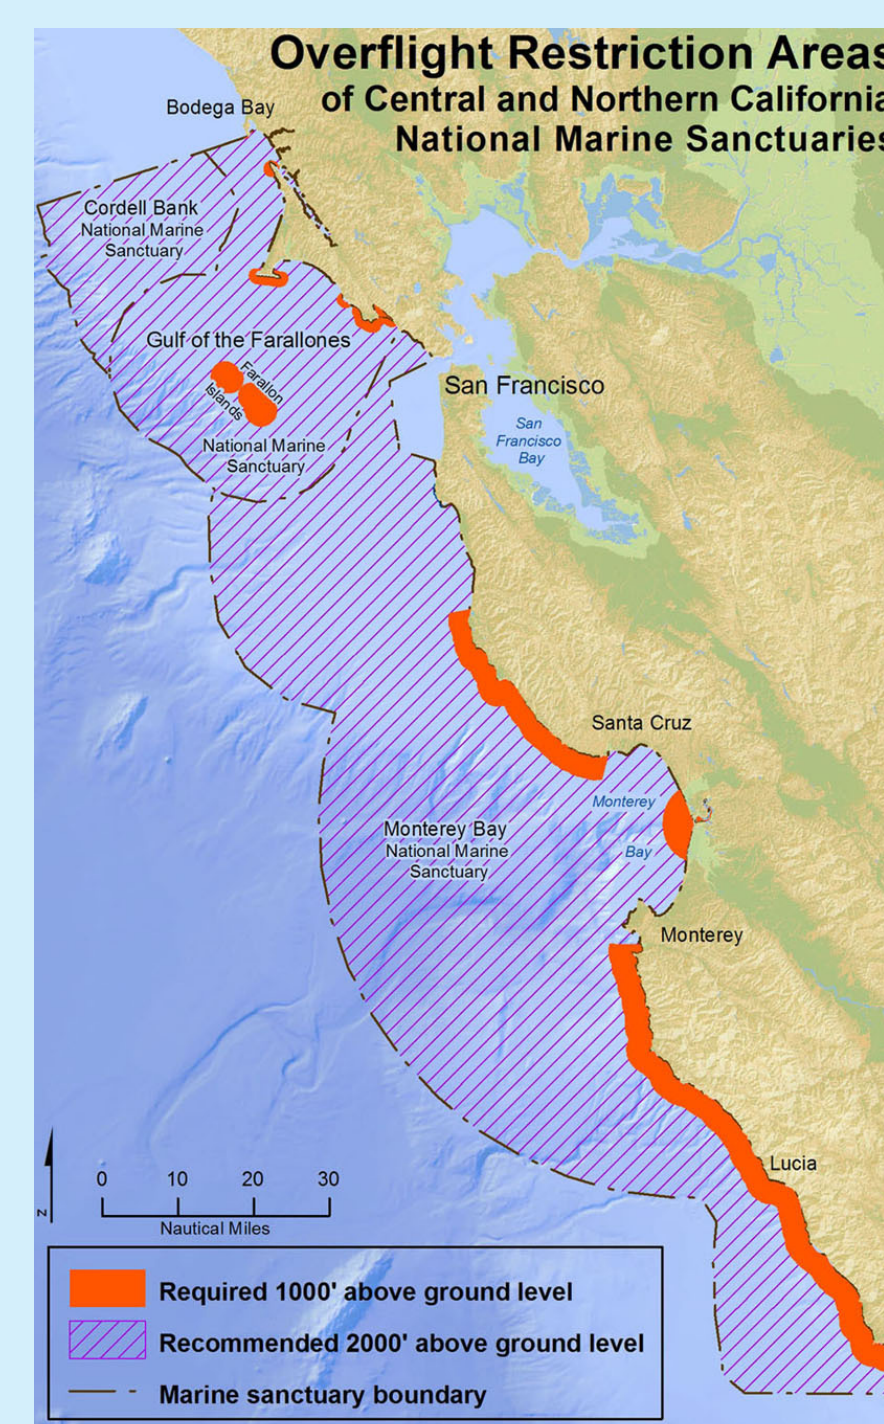 Overflight Restriction Areas
of Central and Northern California
National Marine Sanctuaries
Bodega Bay
Cordell Bank
National Marine
Sanctuary
Gulf of the Farallones
Farallon
Islands
National Marine
Sanctuary
San Francisco
San
Francisco
Bay
Santa Cruz
Monterey
Bay
Monterey Bay
National Marine
Sanctuary
Monterey
Lucia
N
0 10 20 30
Nautical Miles
Required 1000' above ground level
Recommended 2000' above ground level
Marine sanctuary boundary